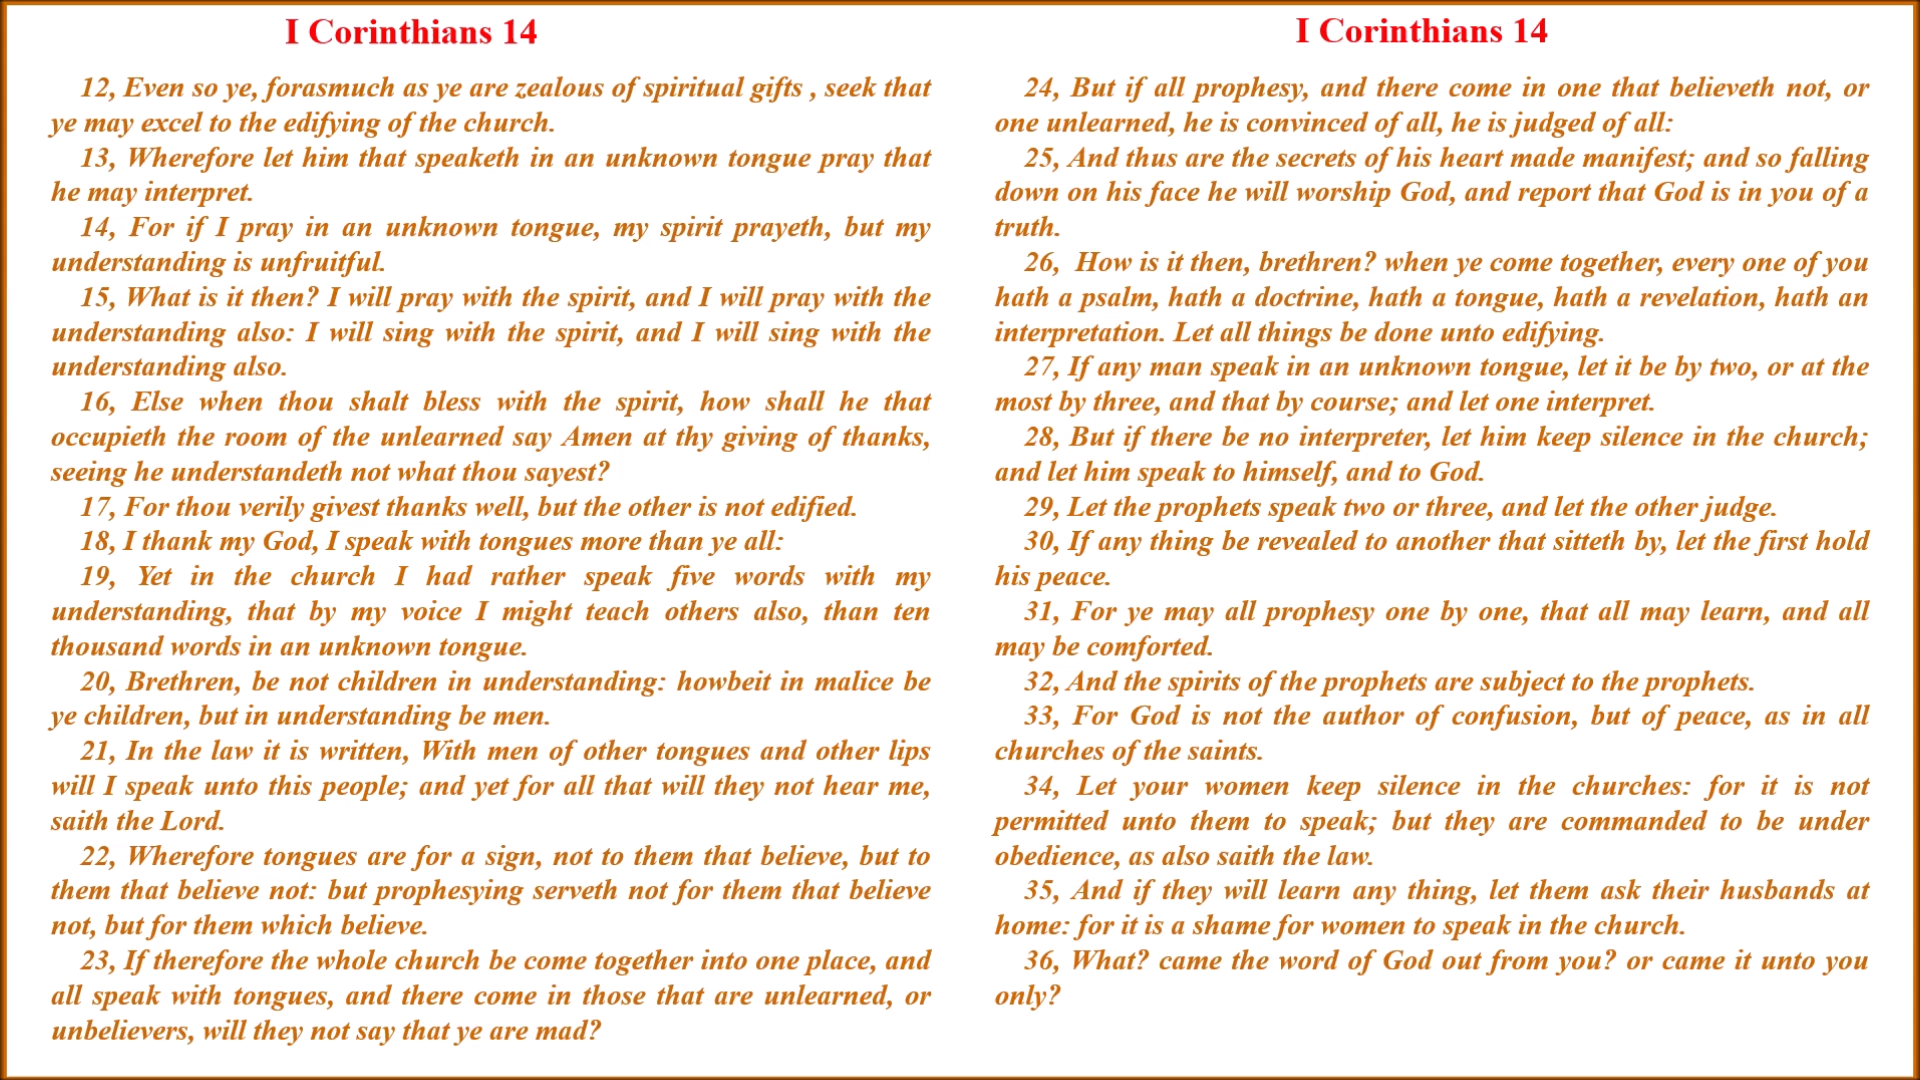 I Corinthians 14
12, Even so ye, forasmuch as ye are zealous of spiritual gifts , seek that
ye may excel to the edifying of the church.
13, Wherefore let him that speaketh in an unknown tongue pray that
he may interpret.
14, For if I pray in an unknown tongue, my spirit prayeth, but my
understanding is unfruitful.
15, What is it then? I will pray with the spirit, and I will pray with the
understanding also: I will sing with the spirit, and I will sing with the
understanding also.
16, Else when thou shalt bless with the spirit, how shall he that
occupieth the room of the unlearned say Amen at thy giving of thanks,
seeing he understandeth not what thou sayest?
17, For thou verily givest thanks well, but the other is not edified.
18, I thank my God, I speak with tongues more than ye all:
19, Yet in the church I had rather speak five words with my
understanding, that by my voice I might teach others also, than ten
thousand words in an unknown tongue.
20, Brethren, be not children in understanding: howbeit in malice be
ye children, but in understanding be men.
21, In the law it is written, With men of other tongues and other lips
will I speak unto this people; and yet for all that will they not hear me,
saith the Lord.
22, Wherefore tongues are for a sign, not to them that believe, but to
them that believe not: but prophesying serveth not for them that believe
not, but for them which believe.
23, If therefore the whole church be come together into one place, and
all speak with tongues, and there come in those that are unlearned, or
unbelievers, will they not say that ye are mad?
I Corinthians 14
24, But if all prophesy, and there come in one that believeth not, or
one unlearned, he is convinced of all, he is judged of all:
25, And thus are the secrets of his heart made manifest; and so falling
down on his face he will worship God, and report that God is in you of a
truth.
26, How is it then, brethren? when ye come together, every one of you
hath a psalm, hath a doctrine, hath a tongue, hath a revelation, hath an
interpretation. Let all things be done unto edifying.
27, If any man speak in an unknown tongue, let it be by two, or at the
most by three, and that by course; and let one interpret.
28, But if there be no interpreter, let him keep silence in the church;
and let him speak to himself, and to God.
29, Let the prophets speak two or three, and let the other judge.
30, If any thing be revealed to another that sitteth by, let the first hold
his peace.
31, For ye may all prophesy one by one, that all may learn, and all
may be comforted.
32, And the spirits of the prophets are subject to the prophets.
33, For God is not the author of confusion, but of peace, as in all
churches of the saints.
34, Let your women keep silence in the churches: for it is not
permitted unto them to speak; but they are commanded to be under
obedience, as also saith the law.
35, And if they will learn any thing, let them ask their husbands at
home: for it is a shame for women to speak in the church.
36, What? came the word of God out from you? or came it unto you
only?